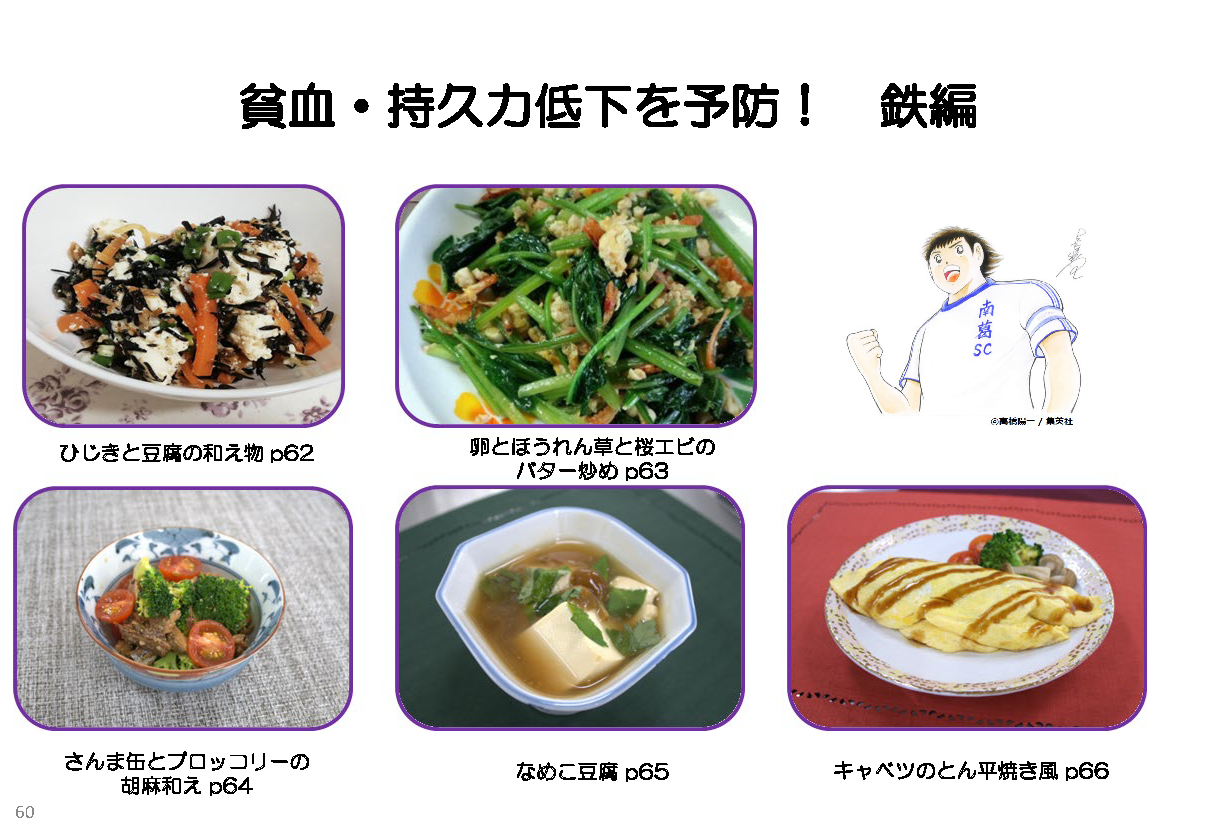 貧血・持久力低下を予防！　鉄編
南
葛
SC
©高橋陽一 / 集英社
ひじきと豆腐の和え物 p62
卵とほうれん草と桜エビの
バター炒め p63
さんま缶とブロッコリーの
胡麻和え p64
なめこ豆腐 p65
キャベツのとん平焼き風 p66
60